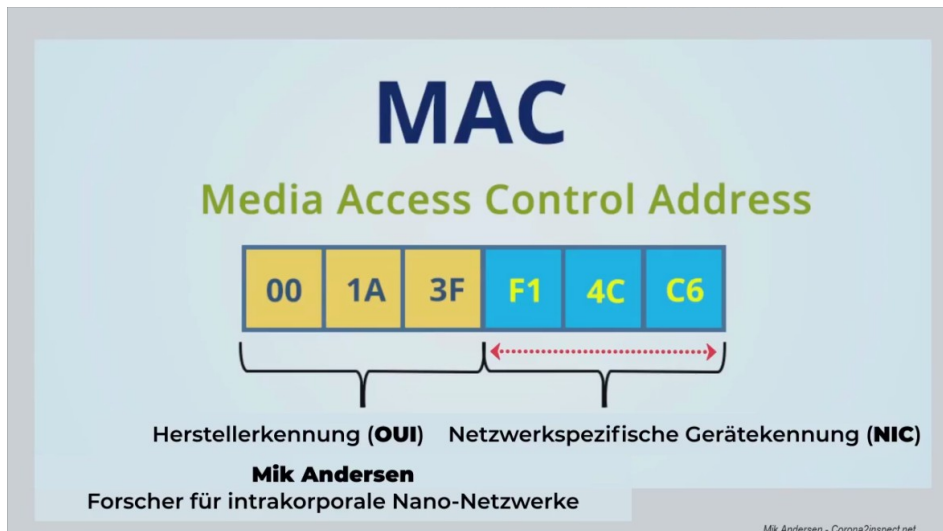 MAC
Media Access Control Address
00 1A 3F F1 4C C6
Herstellerkennung (OUI) Netzwerkspezifische Gerätekennung (NIC)
Mik Andersen
Forscher für intrakorporale Nano-Netzwerke
Mik Andersen - Corona2inspect.net